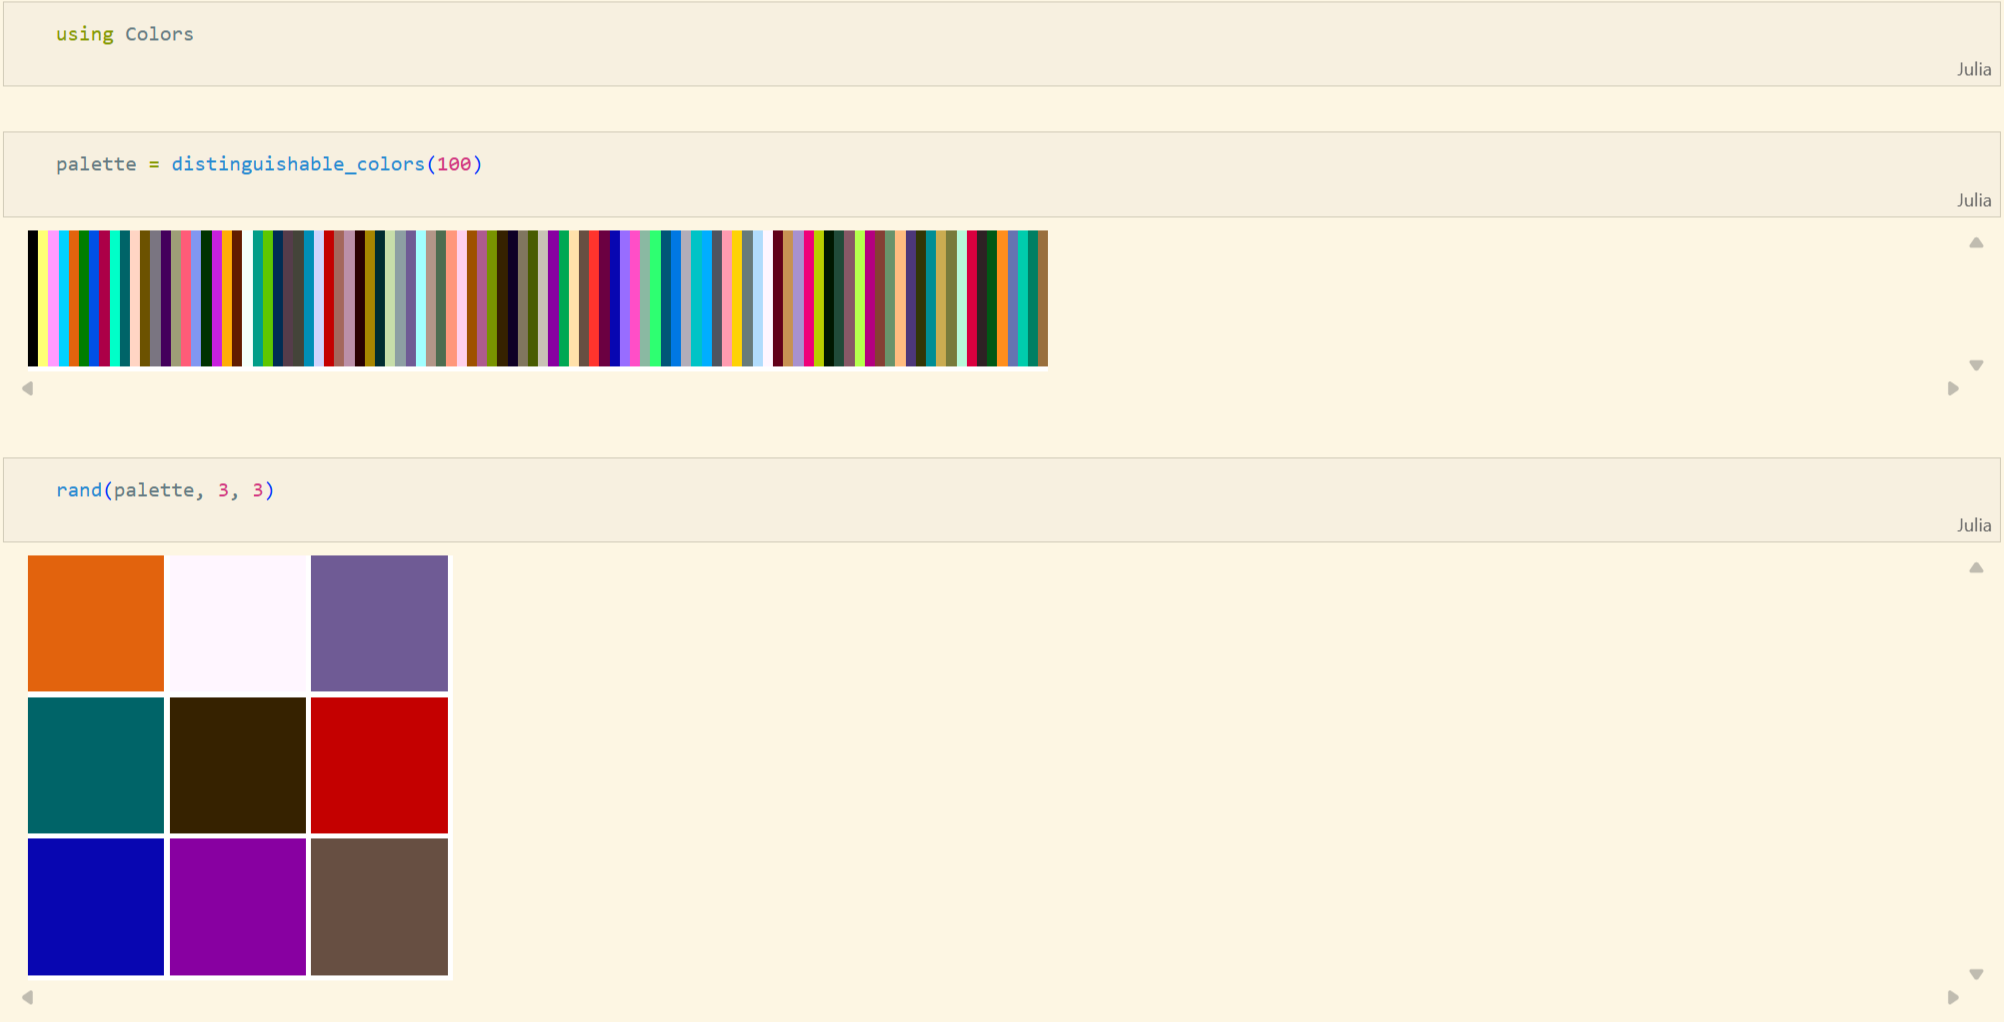 using Colors
Julia
palette = distinguishable_colors(100)
Julia
rand(palette, 3, 3)
Julia